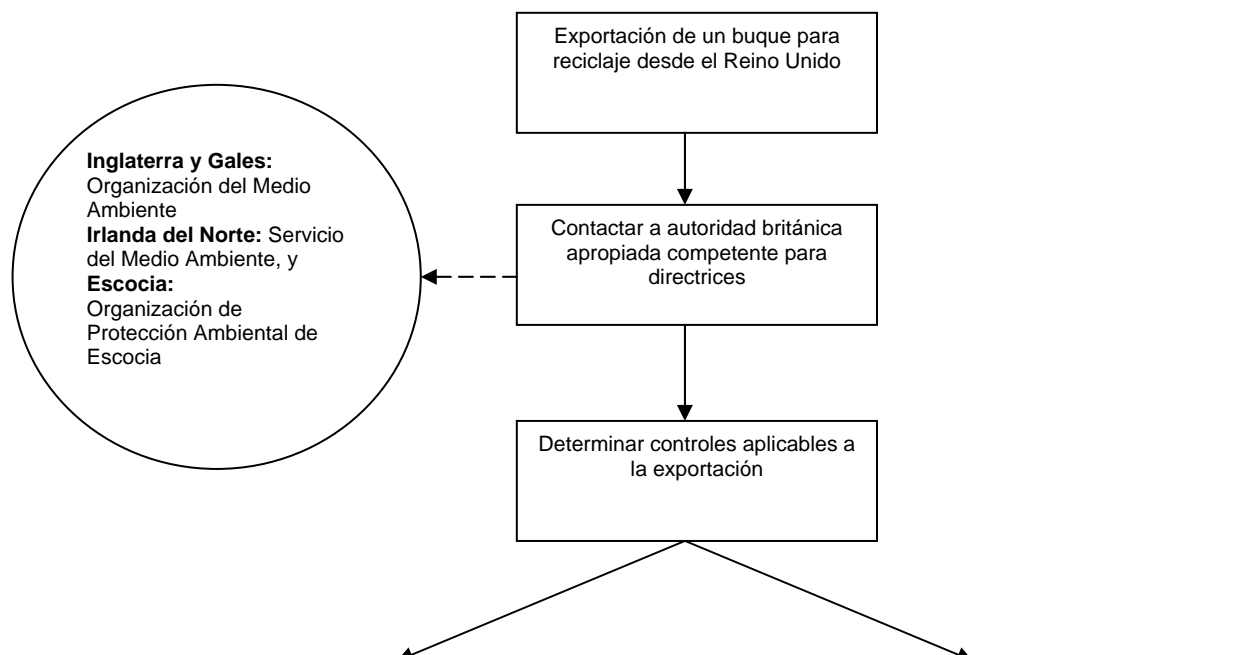 Exportación de un buque para
reciclaje desde el Reino Unido
Inglaterra y Gales:
Organización del Medio
Ambiente
Irlanda del Norte: Servicio
del Medio Ambiente, y
Escocia:
Organización de
Protección Ambiental de
Escocia
Contactar a autoridad británica
apropiada competente para
directrices
Determinar controles aplicables a
la exportación